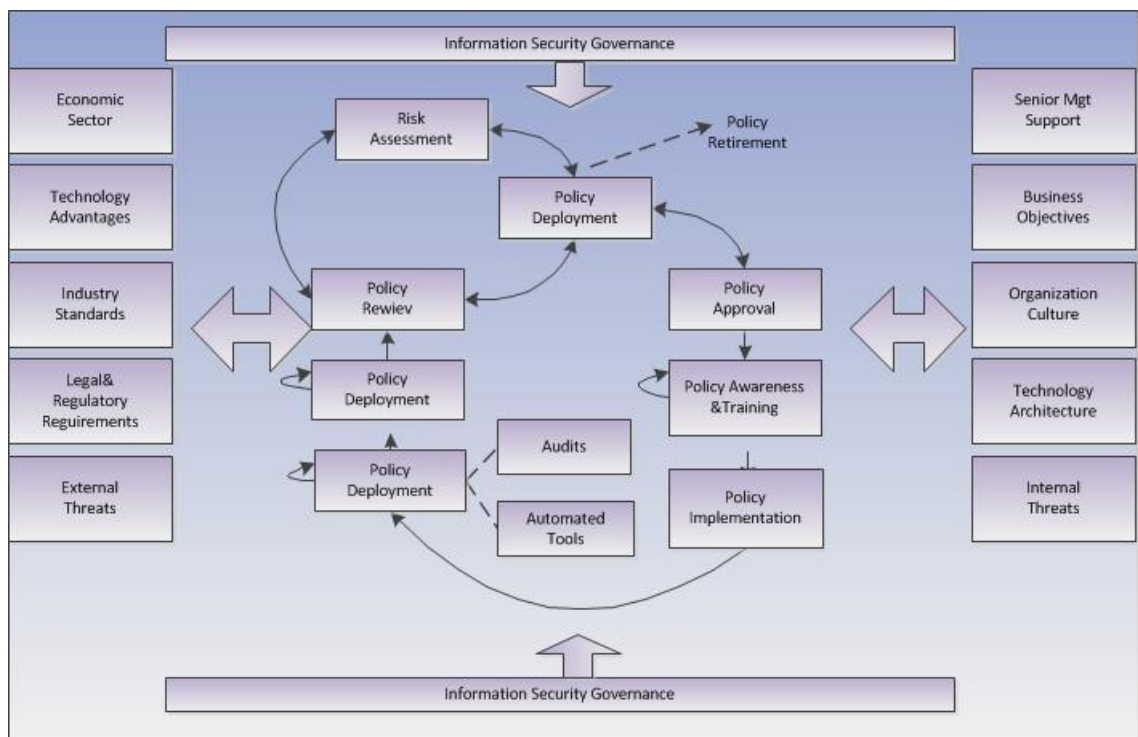 Information Security Governance
Economic
Sector
Technology
Advantages
Industry
Standards
Legal&
Regulatory
Reguirements
External
Threats
Risk
Assessment
Policy
Retirement
Policy
Deployment
Policy
Rewiev
Policy
Approval
Policy
Deployment
Policy Awareness
&Training
Policy
Deployment
Audits
Automated
Tools
Policy
Implementation
Senior Mgt
Support
Business
Objectives
Organization
Culture
Technology
Architecture
Internal
Threats
Information Security Governance